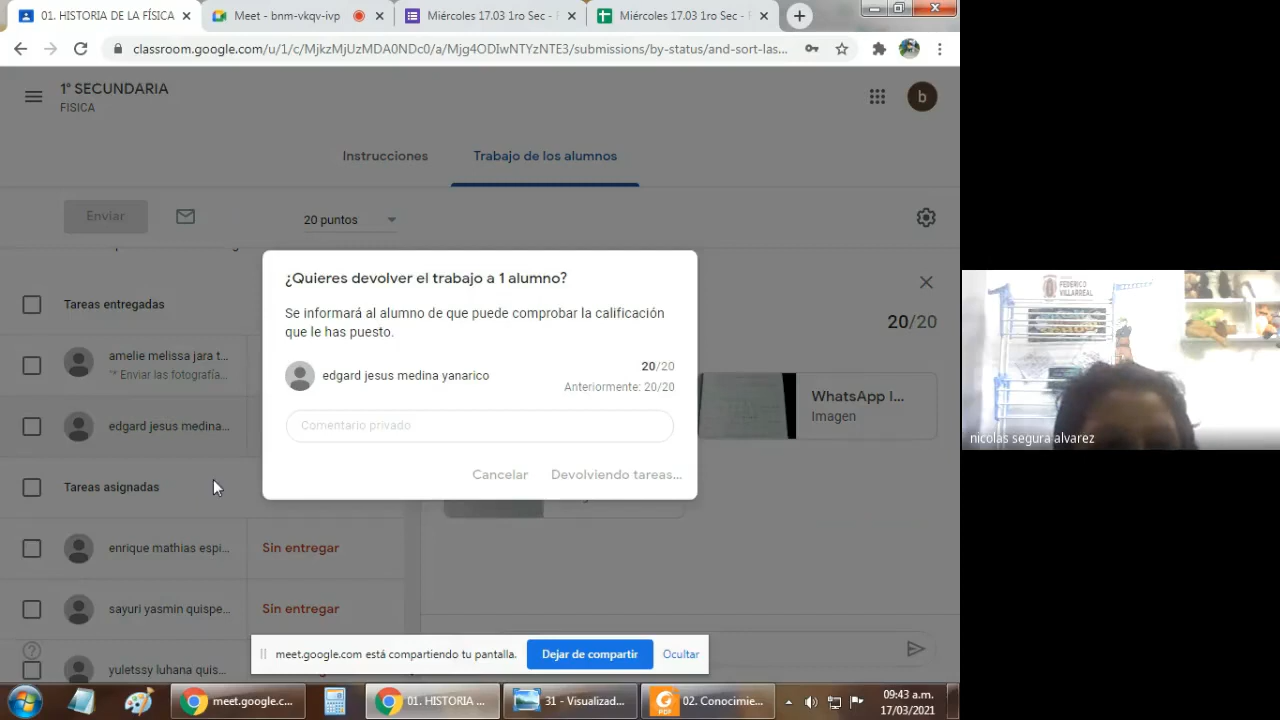 01. HISTORIA DE LA FÍSICA
Meet - bnm-vkqv-ivp
Miércoles 17.03 1ro Sec - F
Miércoles 17.03 1ro Sec - F
classroom.google.com/u/1/c/MjkzMjUzMDA0NDc0/a/Mjg4ODIwNTYzNTE3/submissions/by-status/and-sort-las...
1° SECUNDARIA
FISICA
b
Instrucciones
Trabajo de los alumnos
Enviar
20 puntos
¿Quieres devolver el trabajo a 1 alumno?
Se informará al alumno de que puede comprobar la calificación
que le has puesto.
edgard jesus medina yanarico
20/20
Anteriormente: 20/20
Comentario privado
Cancelar
Devolviendo tareas...
Tareas entregadas
amelie melissa jara t...
"* Enviar las fotografía...
edgard jesus medina...
Tareas asignadas
enrique mathias espi...
Sin entregar
sayuri yasmin quispe...
Sin entregar
yuletssy luhana quis...
20/20
WhatsApp I...
Imagen
meet.google.com está compartiendo tu pantalla.
Dejar de compartir
Ocultar
FEDERICO
VILLARREAL
nicolas segura alvarez
meet.google.c...
01. HISTORIA ...
31 - Visualizad...
02. Conocimie...
09:43 a.m.
17/03/2021